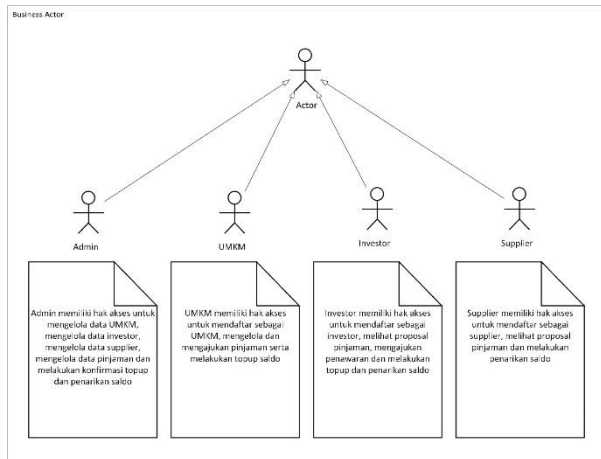 Business Actor
Actor
Admin
UMKM
Investor
Supplier
Admin memiliki hak akses untuk
mengelola data UMKM,
mengelola data investor,
mengelola data supplier,
mengelola data pinjaman dan
melakukan konfirmasi topup
dan penarikan saldo
UMKM memiliki hak akses
untuk mendaftar sebagai
UMKM, mengelola dan
mengajukan pinjaman serta
melakukan topup saldo
Investor memiliki hak akses
untuk mendaftar sebagai
investor, melihat proposal
pinjaman, mengajukan
penawaran dan melakukan
topup dan penarikan saldo
Supplier memiliki hak akses
untuk mendaftar sebagai
supplier, melihat proposal
pinjaman dan melakukan
penarikan saldo